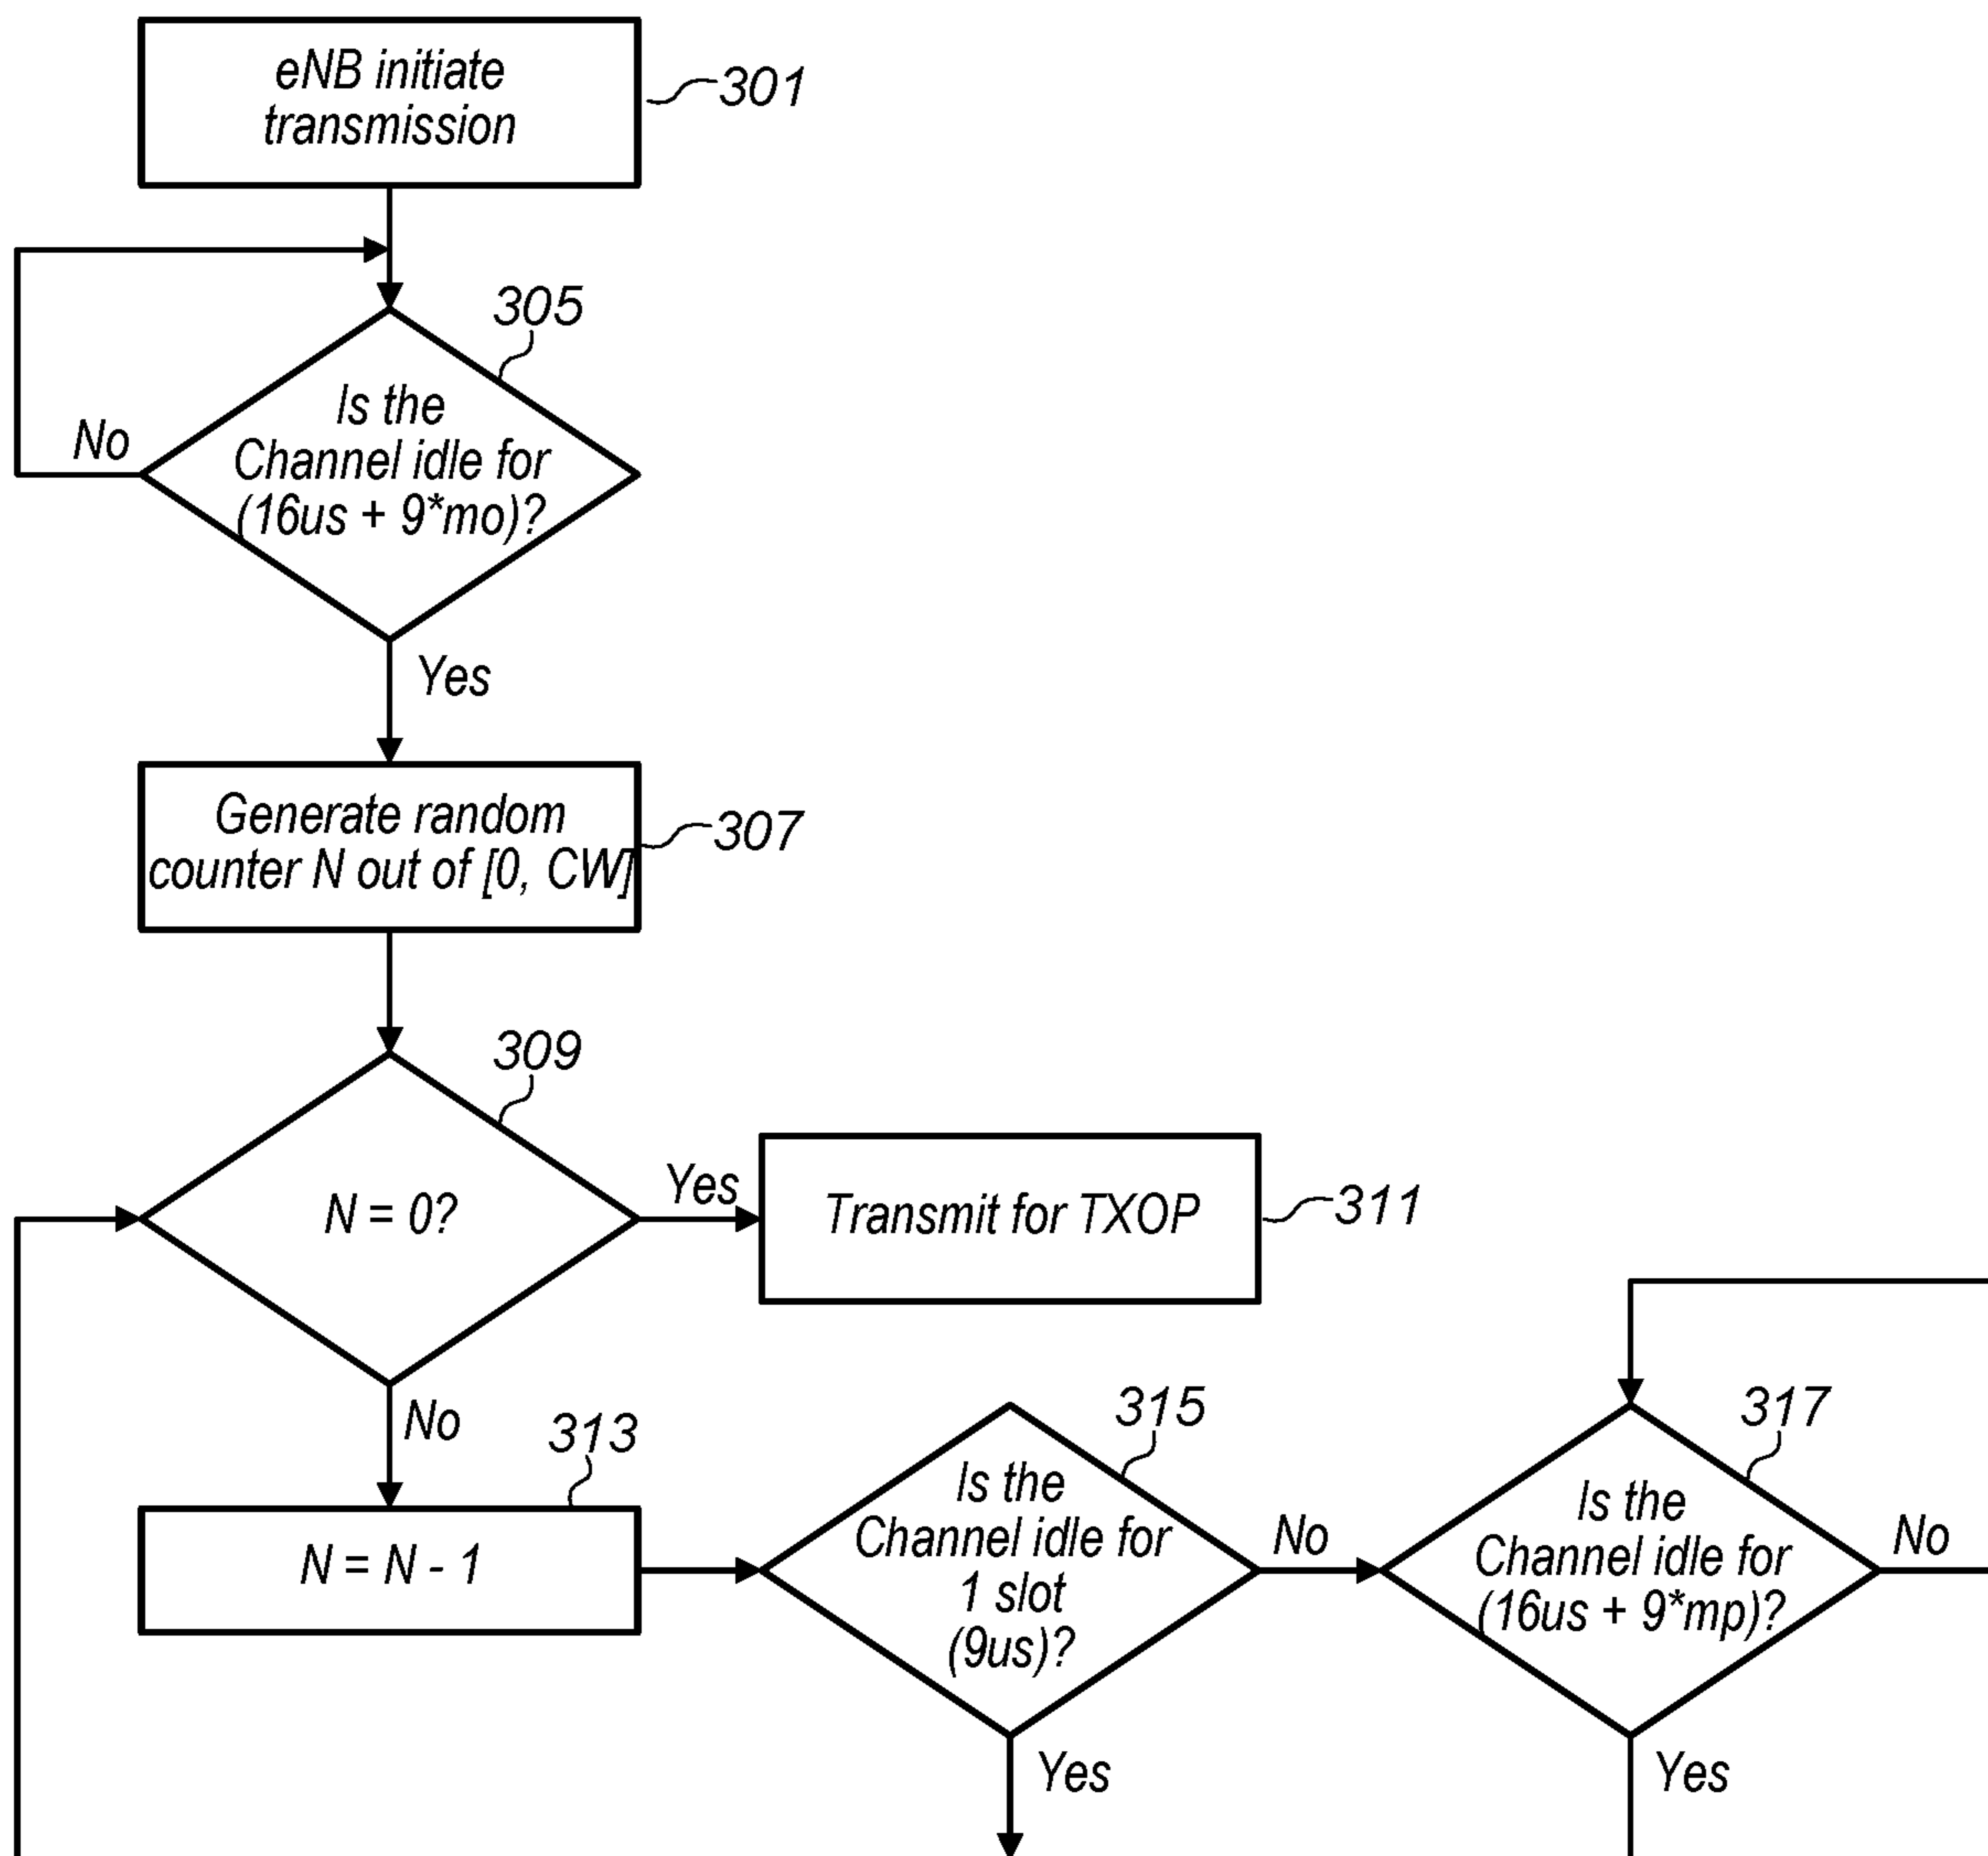 eNB initiate
transmission
301
305
Is the
Channel idle for
(16us + 9*mo)?
No
Yes
Generate random
counter N out of [0, CW]
307
309
N = 0?
Yes
Transmit for TXOP
311
No
313
N = N - 1
315
Is the
Channel idle for
1 slot
(9us)?
No
Yes
317
Is the
Channel idle for
(16us + 9*mp)?
No
Yes